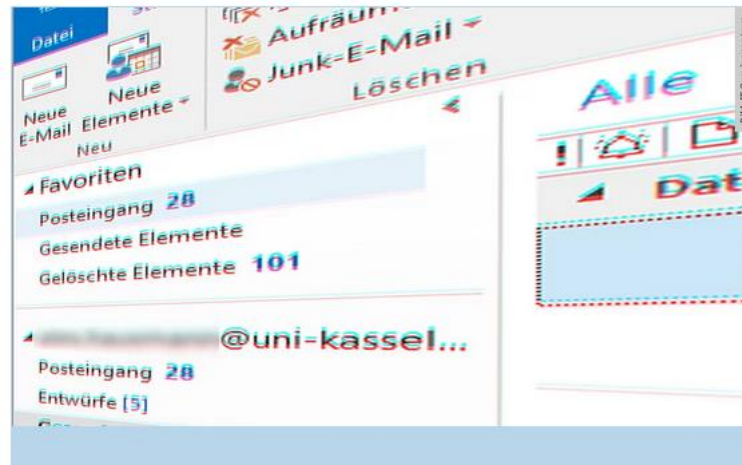 Datei
Neue
E-Mail
Neue
Elemente
Neu
Aufräum
Junk-E-Mail
Löschen
Favoriten
Posteingang 28
Gesendete Elemente
Gelöschte Elemente 101
@uni-kassel...
Posteingang 28
Entwürfe [5]
Alle
!
Dat